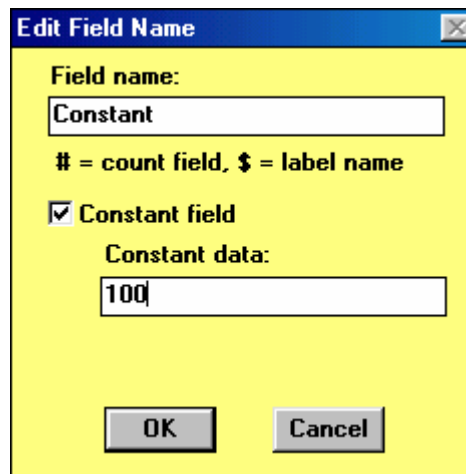 Edit Field Name
Field name:
Constant
# = count field, $ = label name
Constant field
Constant data:
100
OK Cancel